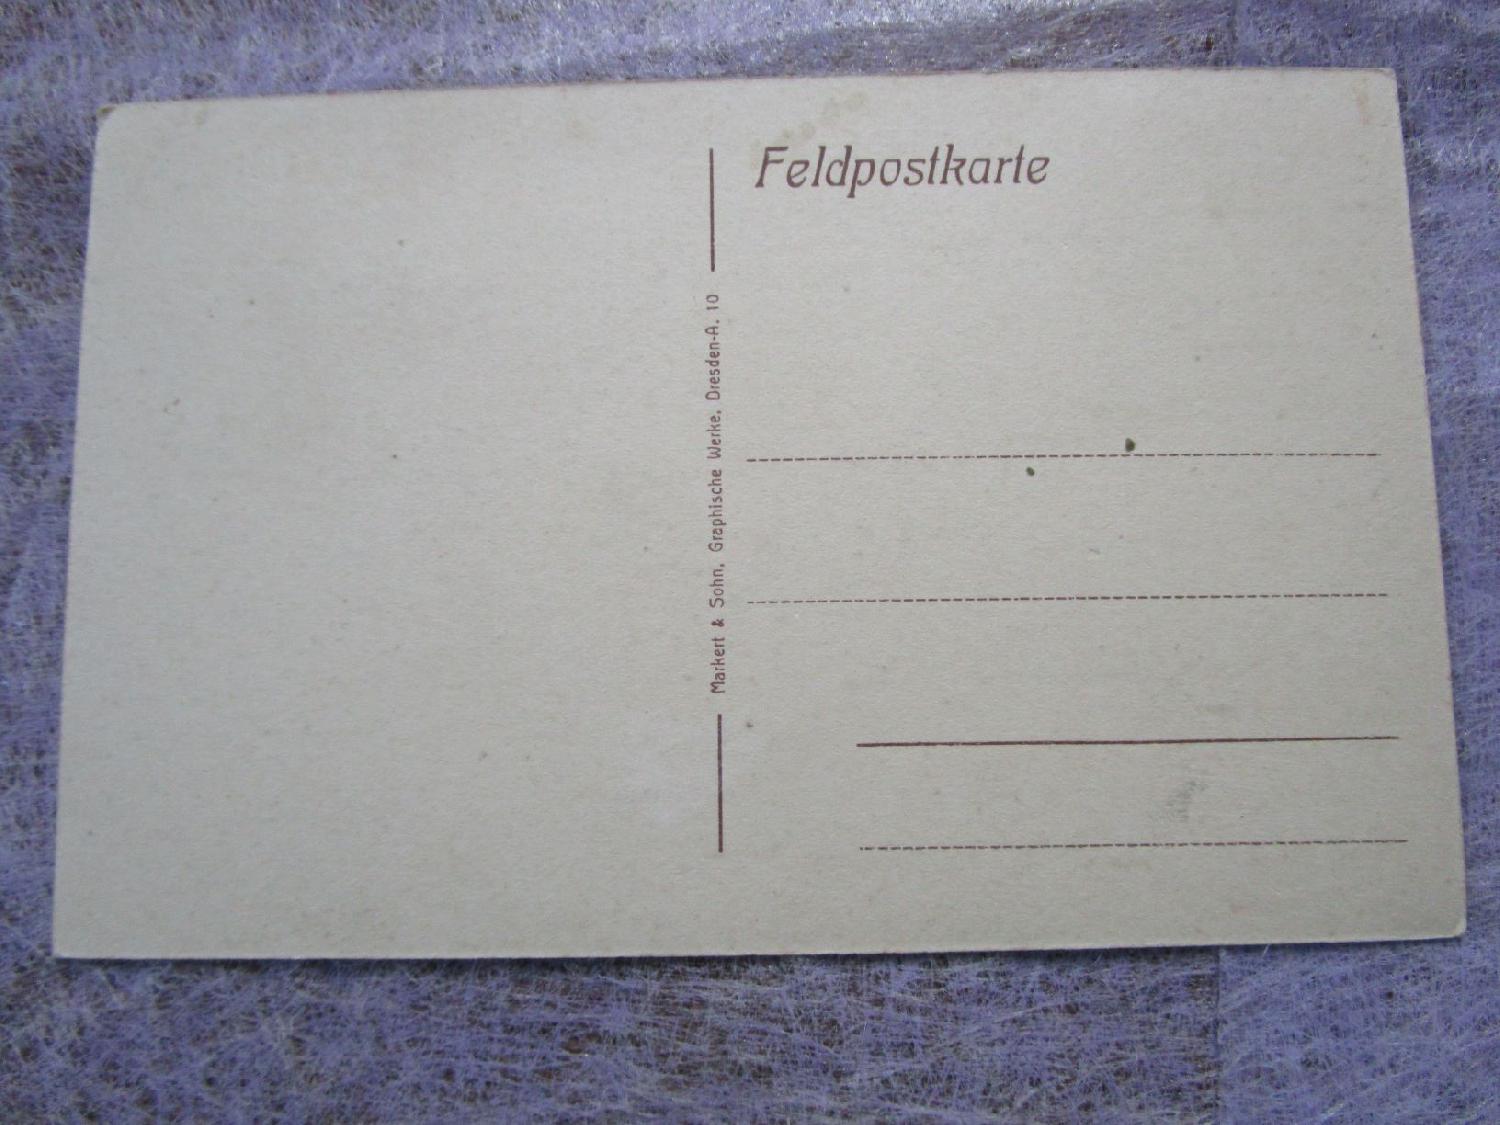 Feldpostkarte
Markert & Sohn, Graphische Werke, Dresden-A. 10